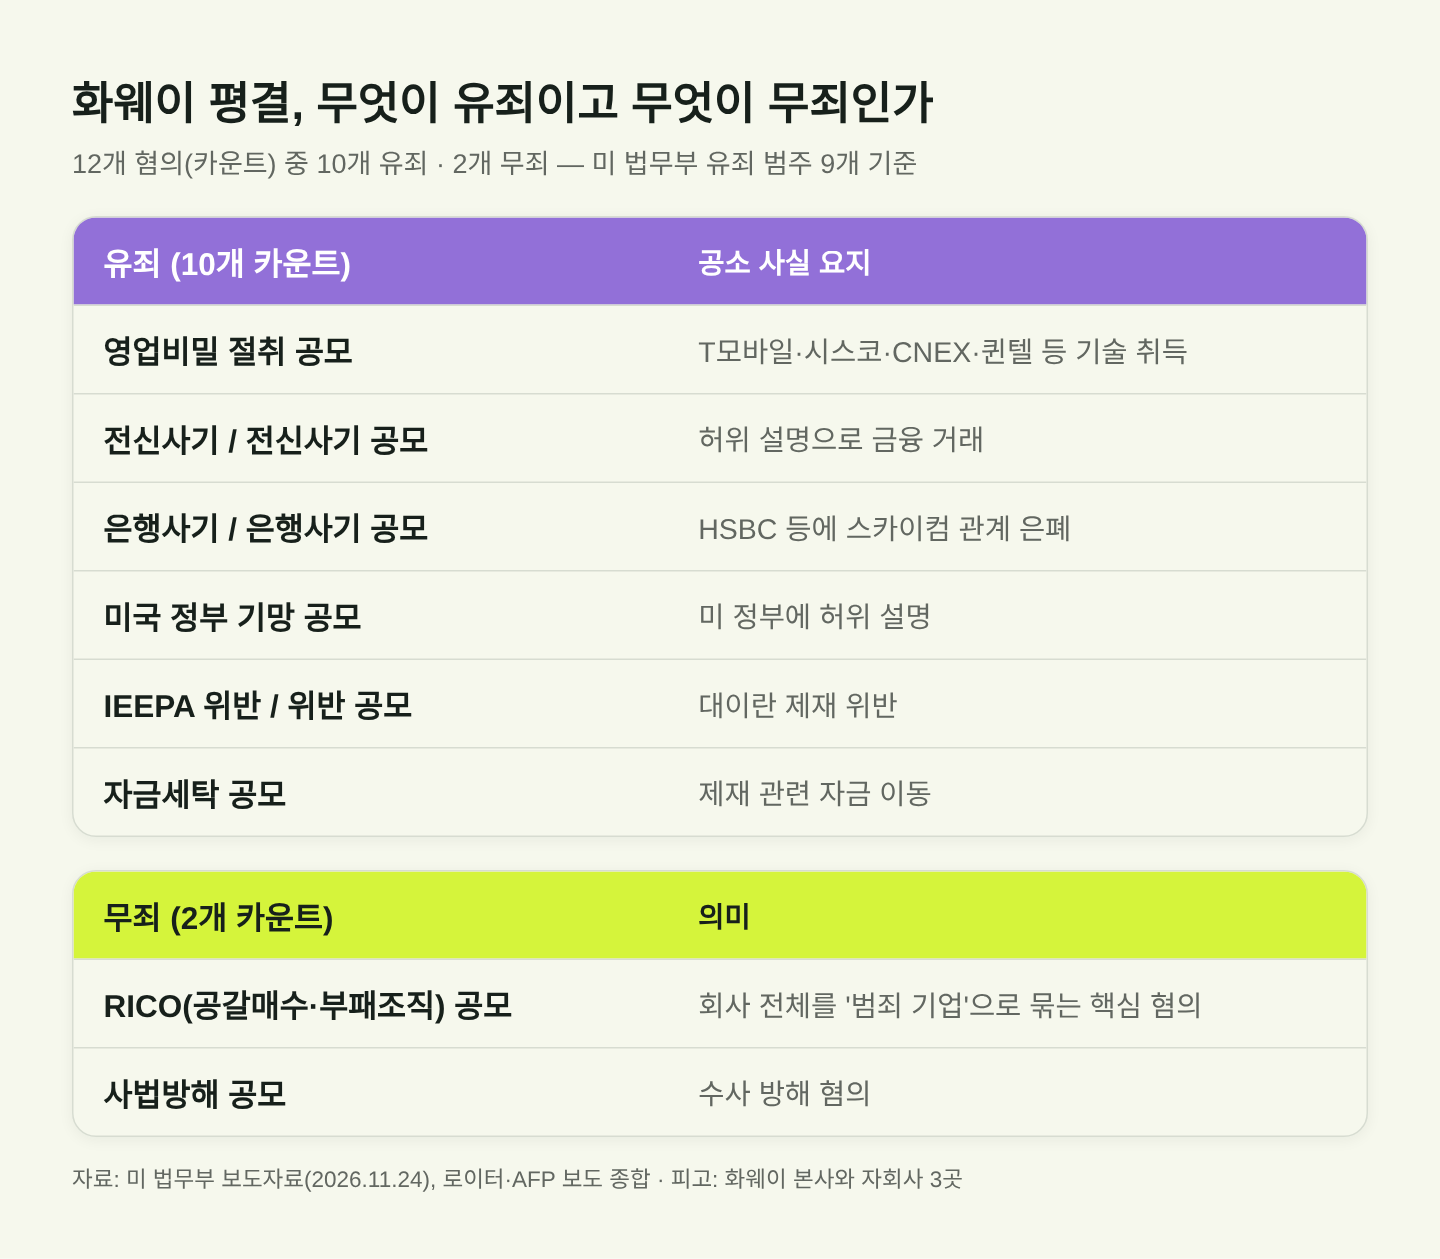 화웨이 평결, 무엇이 유죄이고 무엇이 무죄인가
12개 혐의(카운트) 중 10개 유죄 · 2개 무죄 — 미 법무부 유죄 범주 9개 기준
유죄 (10개 카운트) 공소 사실 요지
영업비밀 절취 공모 T모바일·시스코·CNEX·퀸텔 등 기술 취득
전신사기 / 전신사기 공모 허위 설명으로 금융 거래
은행사기 / 은행사기 공모 HSBC 등에 스카이컴 관계 은폐
미국 정부 기망 공모 미 정부에 허위 설명
IEEPA 위반 / 위반 공모 대이란 제재 위반
자금세탁 공모 제재 관련 자금 이동
무죄 (2개 카운트) 의미
RICO(공갈매수·부패조직) 공모 회사 전체를 '범죄 기업'으로 묶는 핵심 혐의
사법방해 공모 수사 방해 혐의
자료: 미 법무부 보도자료(2026.11.24), 로이터·AFP 보도 종합 · 피고: 화웨이 본사와 자회사 3곳